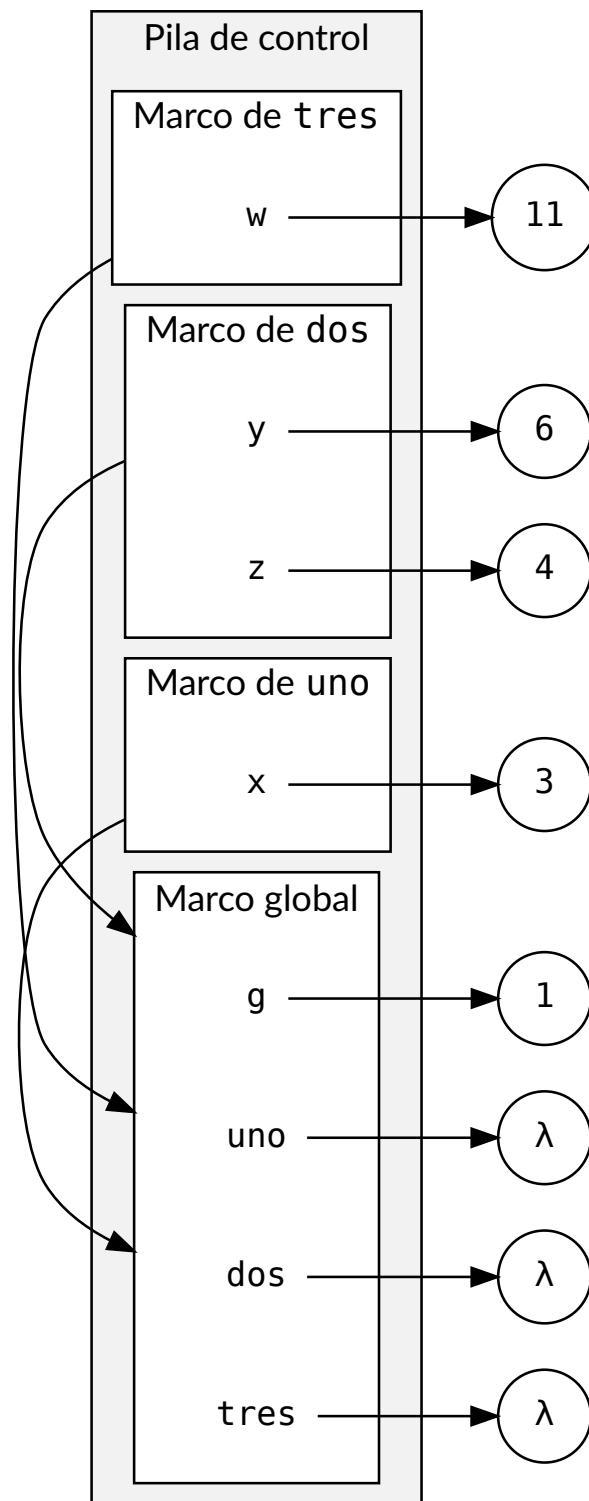 Pila de control
Marco de tres
w 11
Marco de dos
y 6
z 4
Marco de uno
x 3
Marco global
g 1
uno λ
dos λ
tres λ